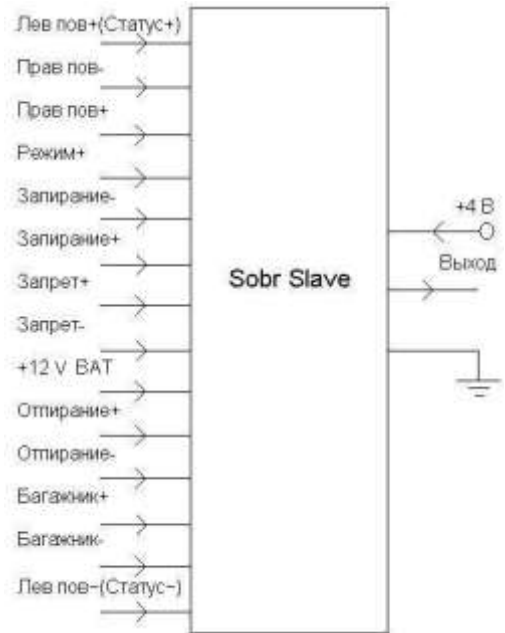 Лев пов+(Статус+)
Прав пов-
Прав пов+
Режим+
Запирание-
Запирание+
Запрет+
Запрет-
+12 V BAT
Отпирание+
Отпирание-
Багажник+
Багажник-
Лев пов-(Статус-)
Sobr Slave
+4 В
Выход